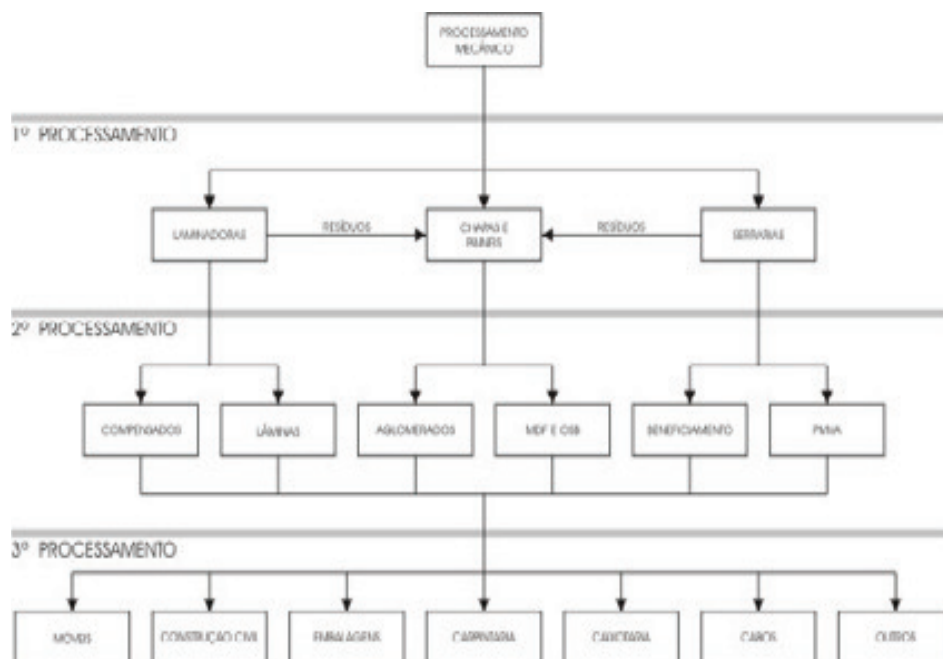 PROCESSAMENTO
MECÂNICO
1º PROCESSAMENTO
LAMINADORAS
RESÍDUOS
CHAPAS E
PAINÉIS
RESÍDUOS
SERRARIAS
2º PROCESSAMENTO
COMPENSADOS
LÂMINAS
AGLOMERADOS
MDF E OSB
BENEFICIAMENTO
PMVA
3º PROCESSAMENTO
MÓVEIS
CONSTRUÇÃO CIVIL
EMBALAGENS
CARPINTARIA
CAIXOTARIA
CABOS
OUTROS